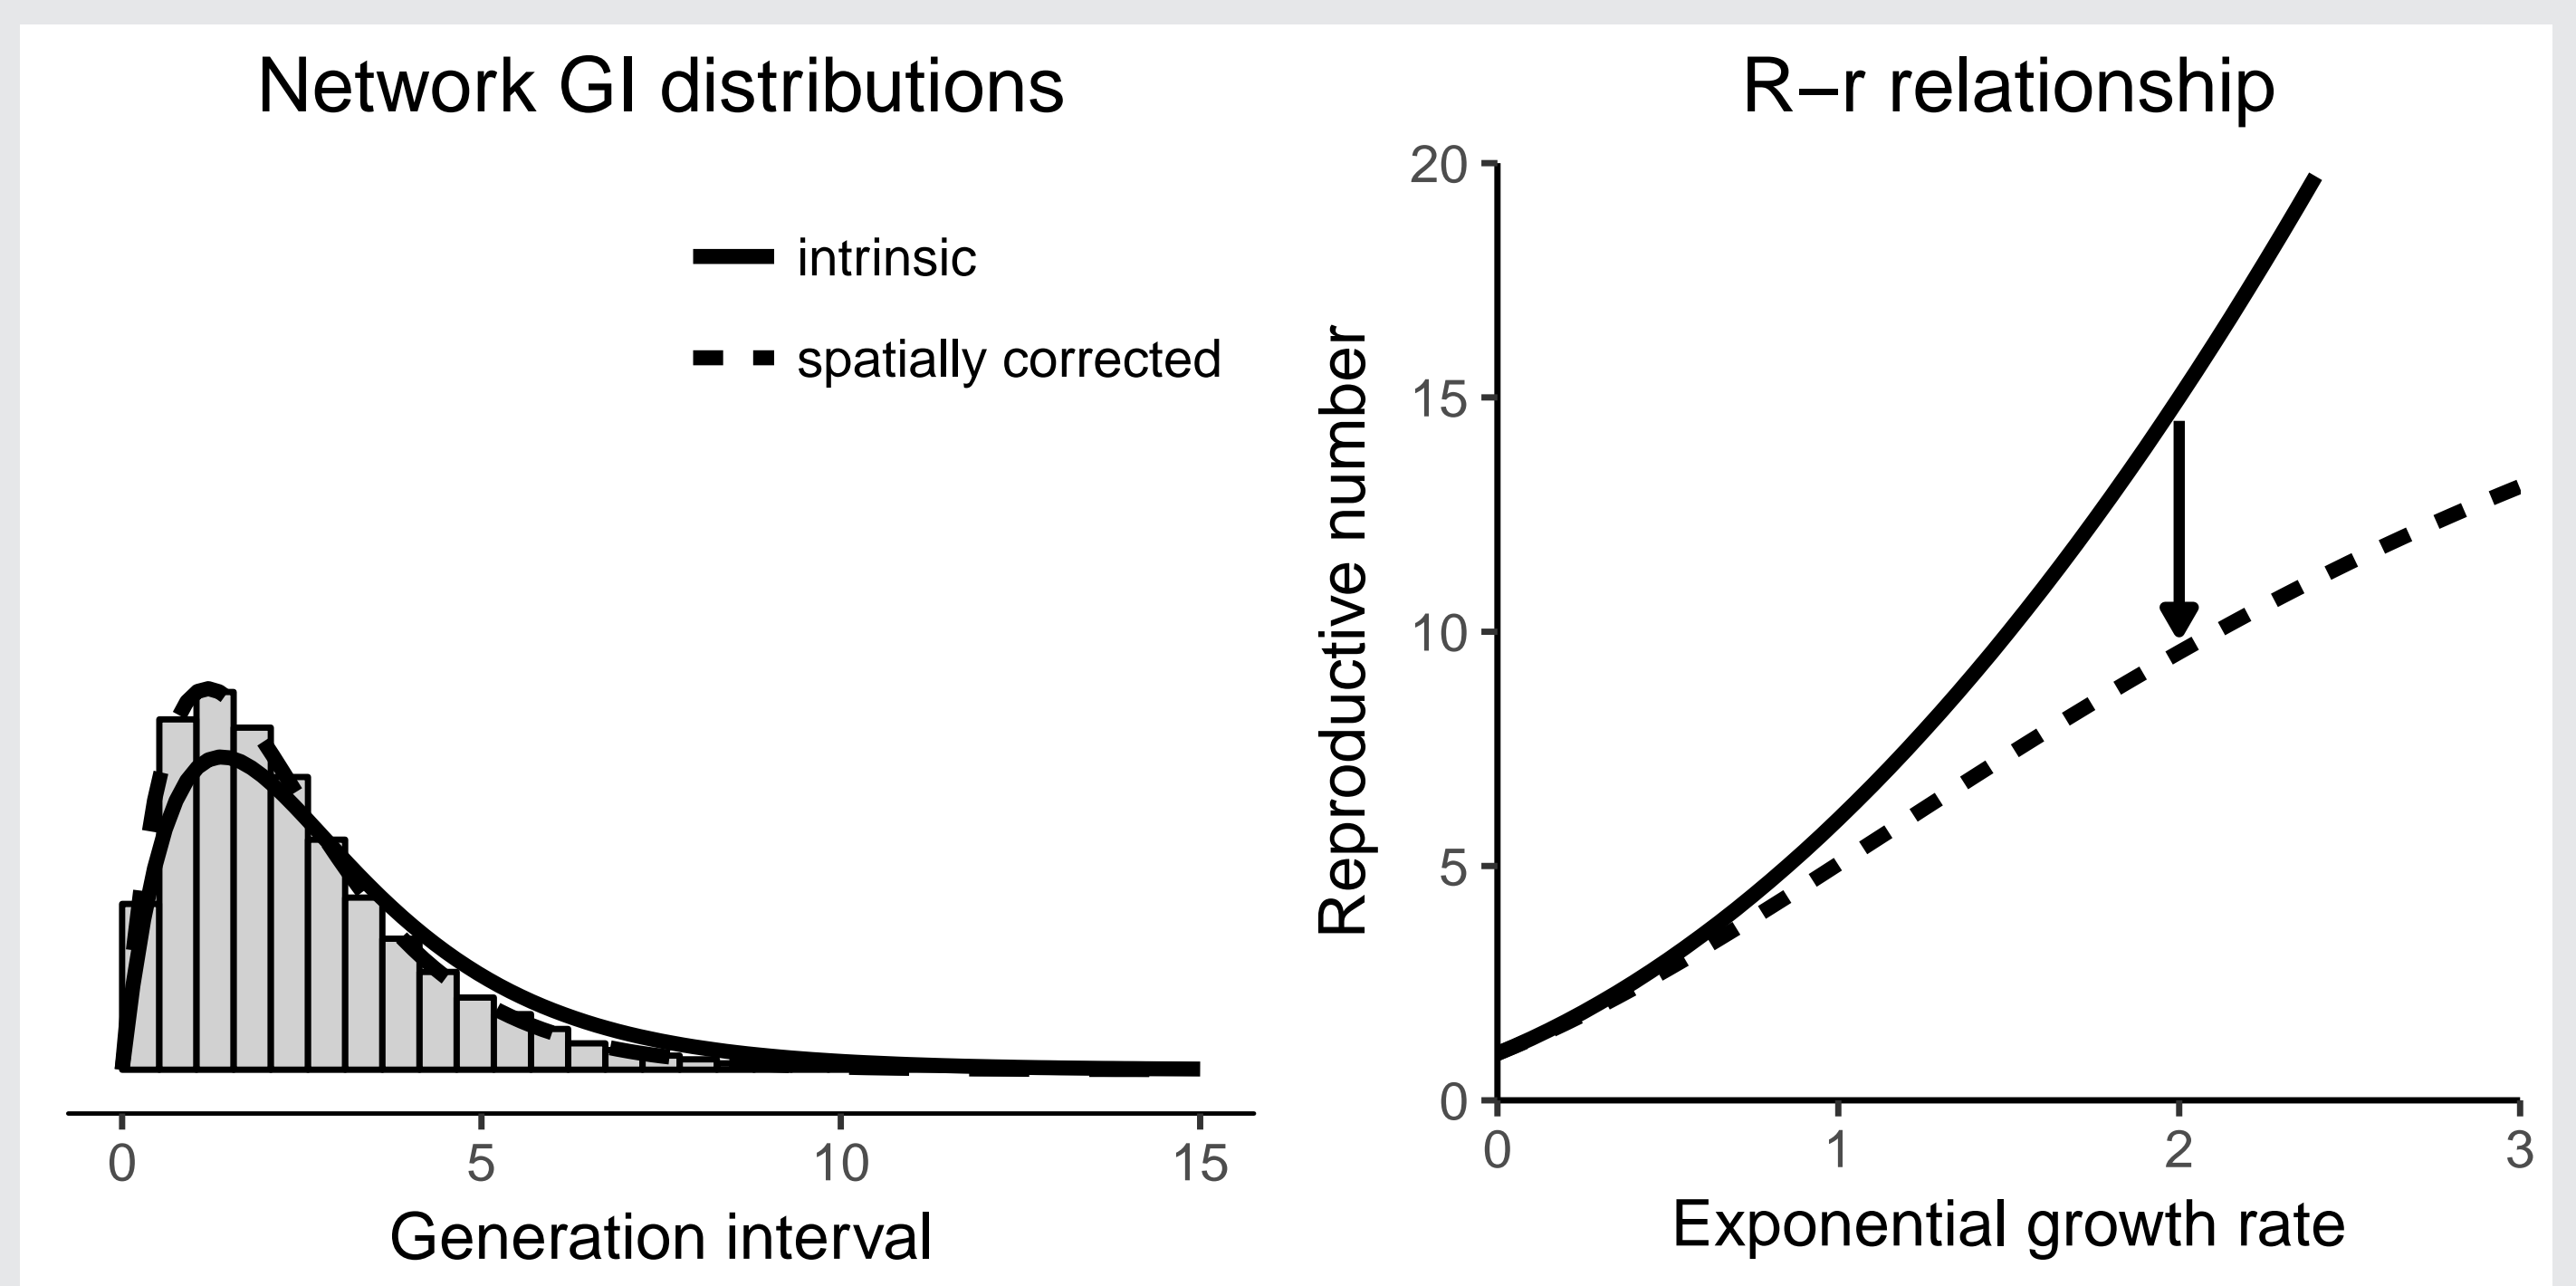 Network GI distributions
intrinsic
spatially corrected
0 5 10 15
Generation interval
R−r relationship
Reproductive number
20
15
10
5
0
0 1 2 3
Exponential growth rate